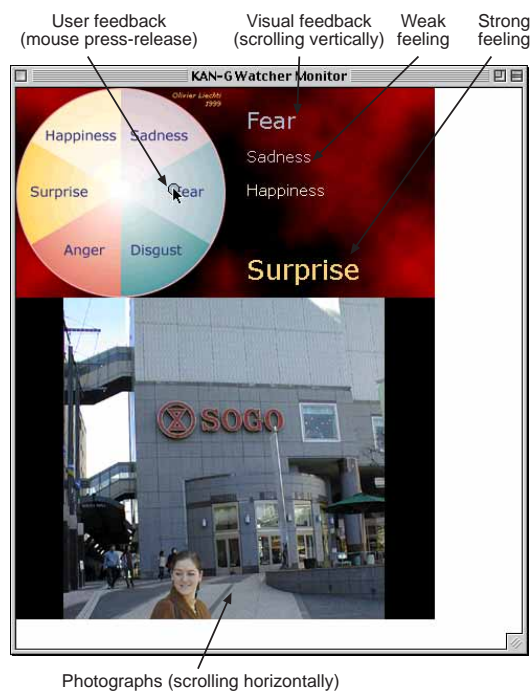 User feedback
(mouse press-release)
Visual feedback
(scrolling vertically)
Weak
feeling
Strong
feeling
KAN-G Watcher Monitor
Olivier Liechti
1999
Happiness
Sadness
Surprise
Fear
Anger
Disgust
Fear
Sadness
Happiness
Surprise
SOGO
Photographs (scrolling horizontally)